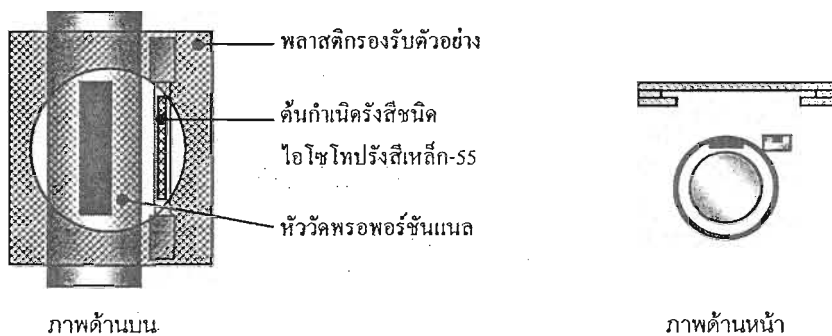 พลาสติกรองรับตัวอย่าง
ต้นกำเนิดรังสีชนิด
ไอโซโทปรังสีเหล็ก-55
หัววัดพรอพอร์ชันแนล
ภาพด้านบน
ภาพด้านหน้า